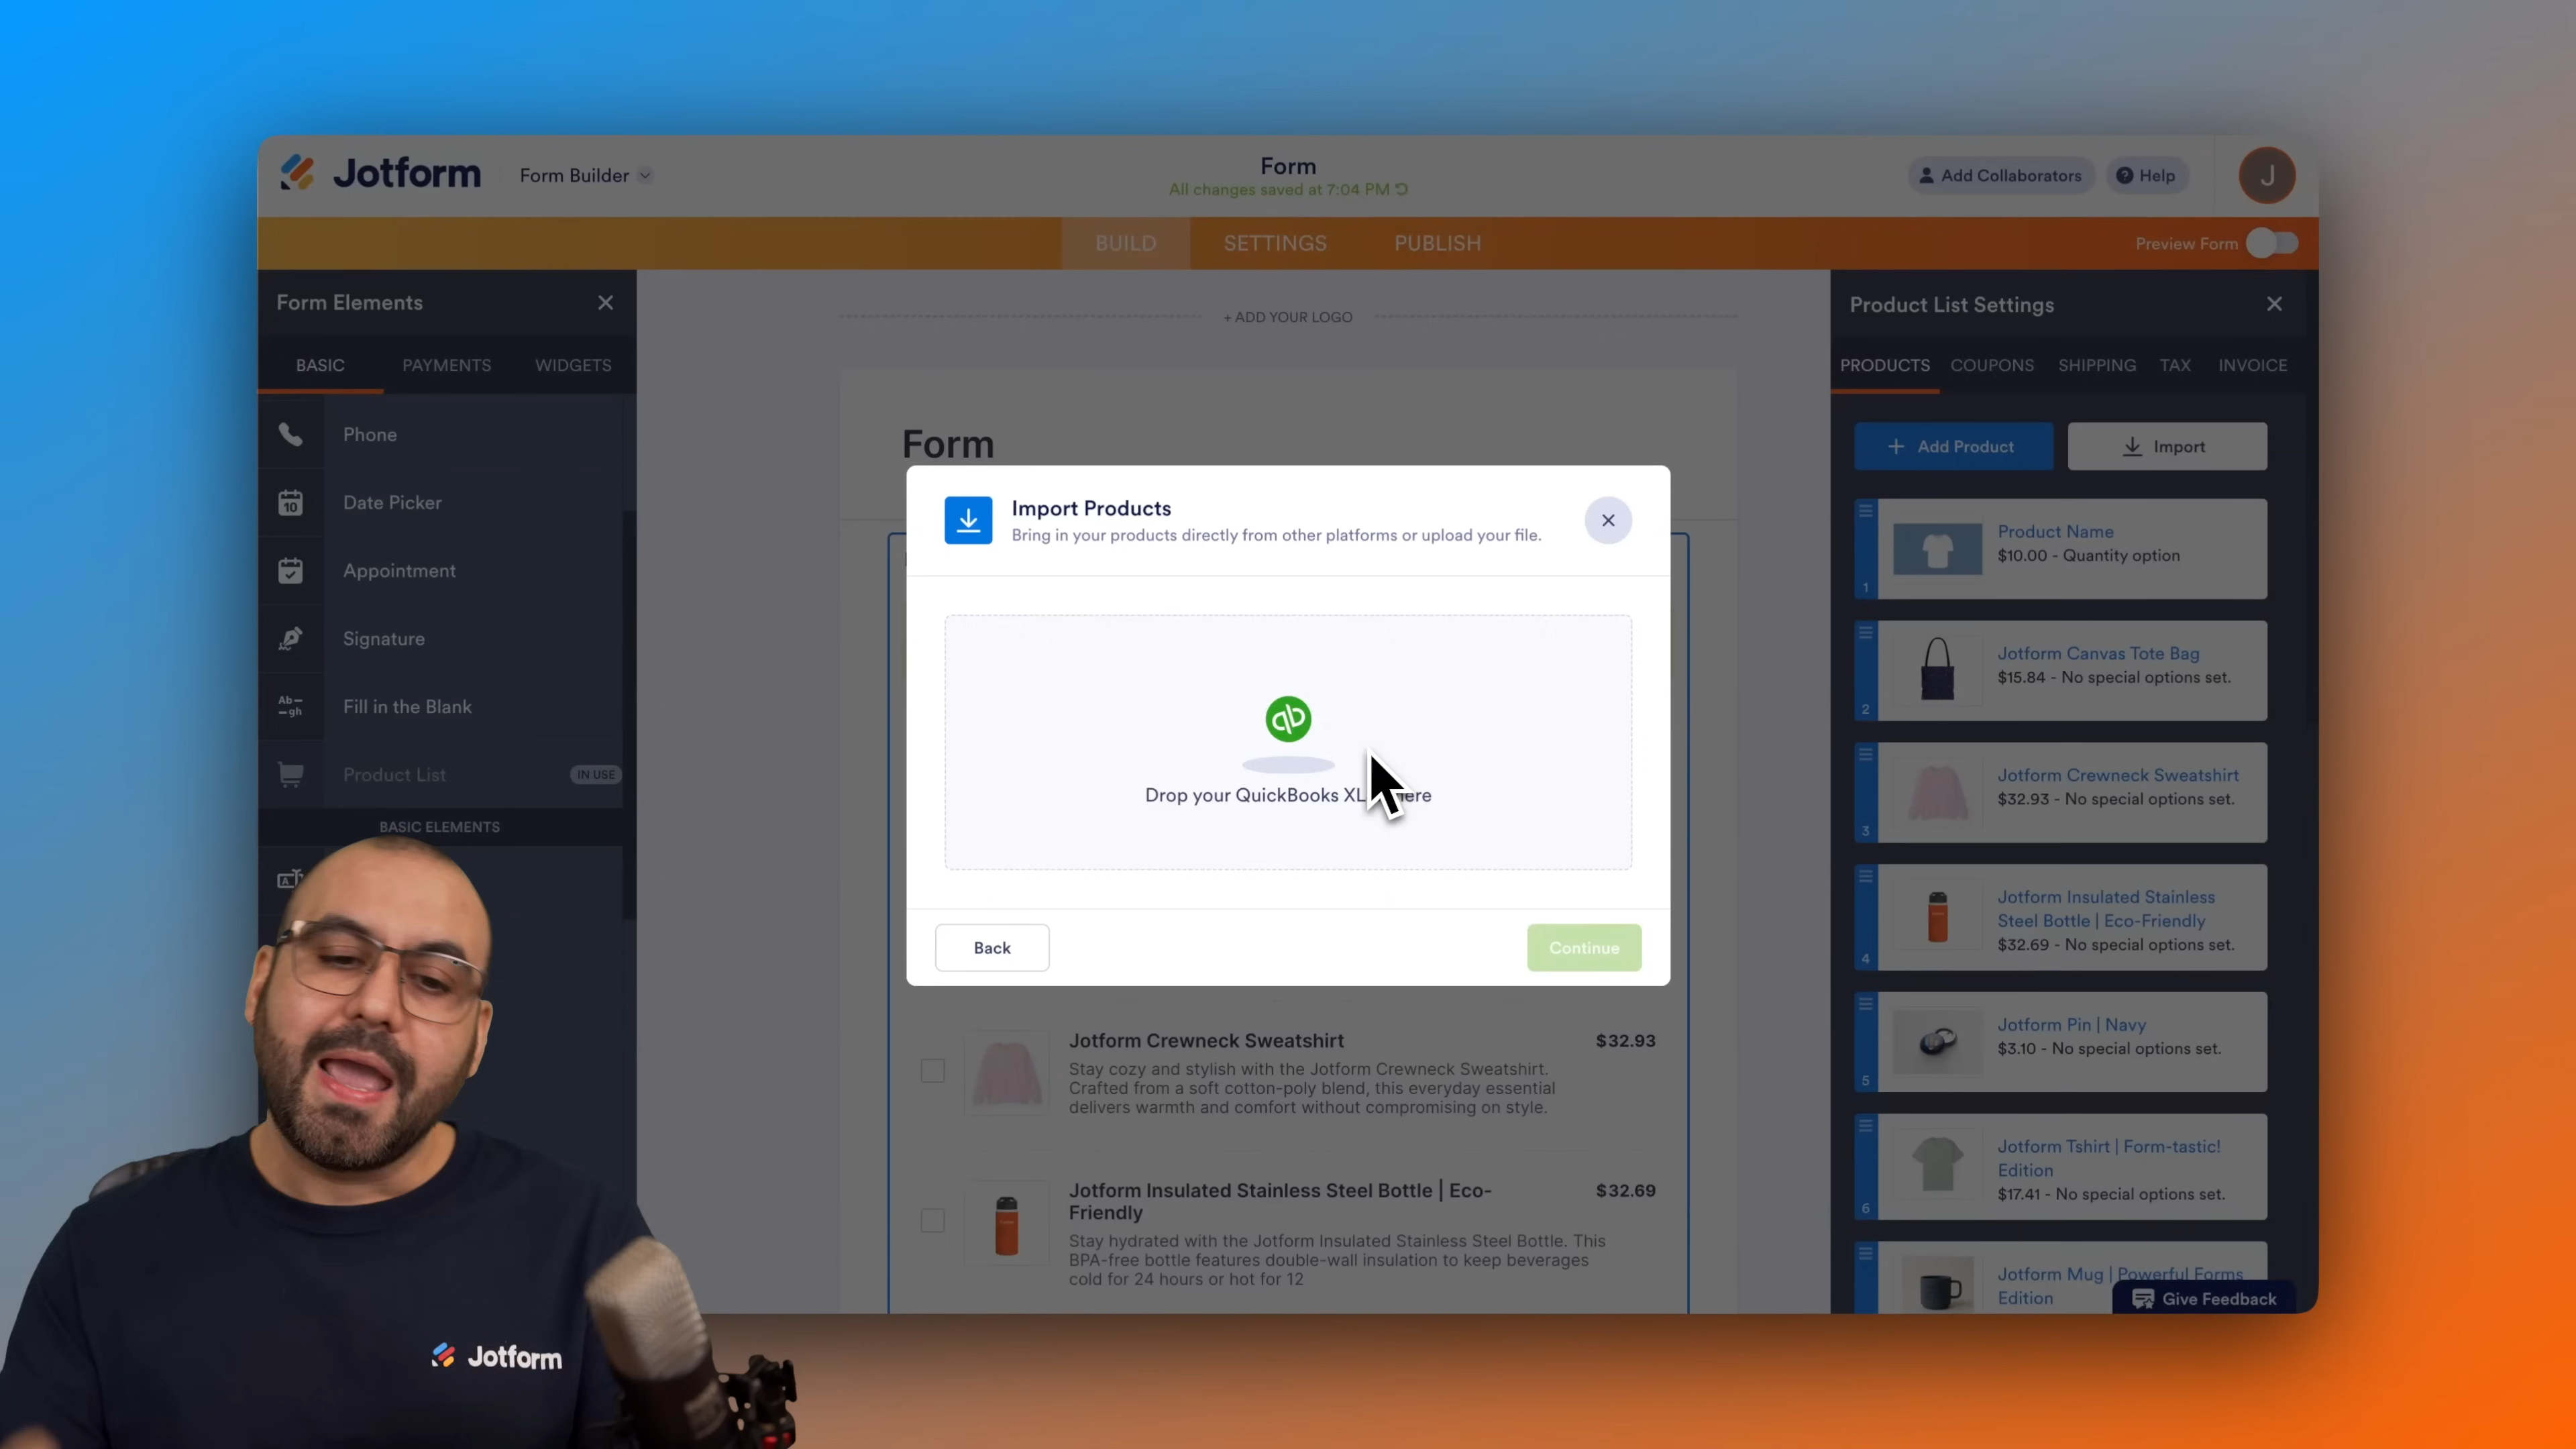 Jotform
Form Builder
Form
All changes saved at 7:04 PM
Add Collaborators
Help
J
BUILD
SETTINGS
PUBLISH
Preview Form
Form Elements
BASIC
PAYMENTS
WIDGETS
Phone
10
Date Picker
Appointment
Signature
Ab
gh
Fill in the Blank
Product List
IN USE
BASIC ELEMENTS
+ ADD YOUR LOGO
Form
Import Products
Bring in your products directly from other platforms or upload your file.
qb
Drop your QuickBooks
Back
Continue
Jotform Crewneck Sweatshirt
$32.93
Stay cozy and stylish with the Jotform Crewneck Sweatshirt.
Crafted from a soft cotton-poly blend, this everyday essential
delivers warmth and comfort without compromising on style.
Jotform Insulated Stainless Steel Bottle | Eco-
Friendly
$32.69
Stay hydrated with the Jotform Insulated Stainless Steel Bottle. This
BPA-free bottle features double-wall insulation to keep beverages
cold for 24 hours or hot for 12
Product List Settings
PRODUCTS
COUPONS
SHIPPING
TAX
INVOICE
+ Add Product
Import
1
Product Name
$10.00 - Quantity option
2
Jotform Canvas Tote Bag
$15.84 - No special options set.
3
Jotform Crewneck Sweatshirt
$32.93 - No special options set.
4
Jotform Insulated Stainless
Steel Bottle | Eco-Friendly
$32.69 - No special options set.
5
Jotform Pin | Navy
$3.10 - No special options set.
6
Jotform Tshirt | Form-tastic!
Edition
$17.41 - No special options set.
Jotform Mug | Powerful Forms
Edition
Give Feedback
Jotform